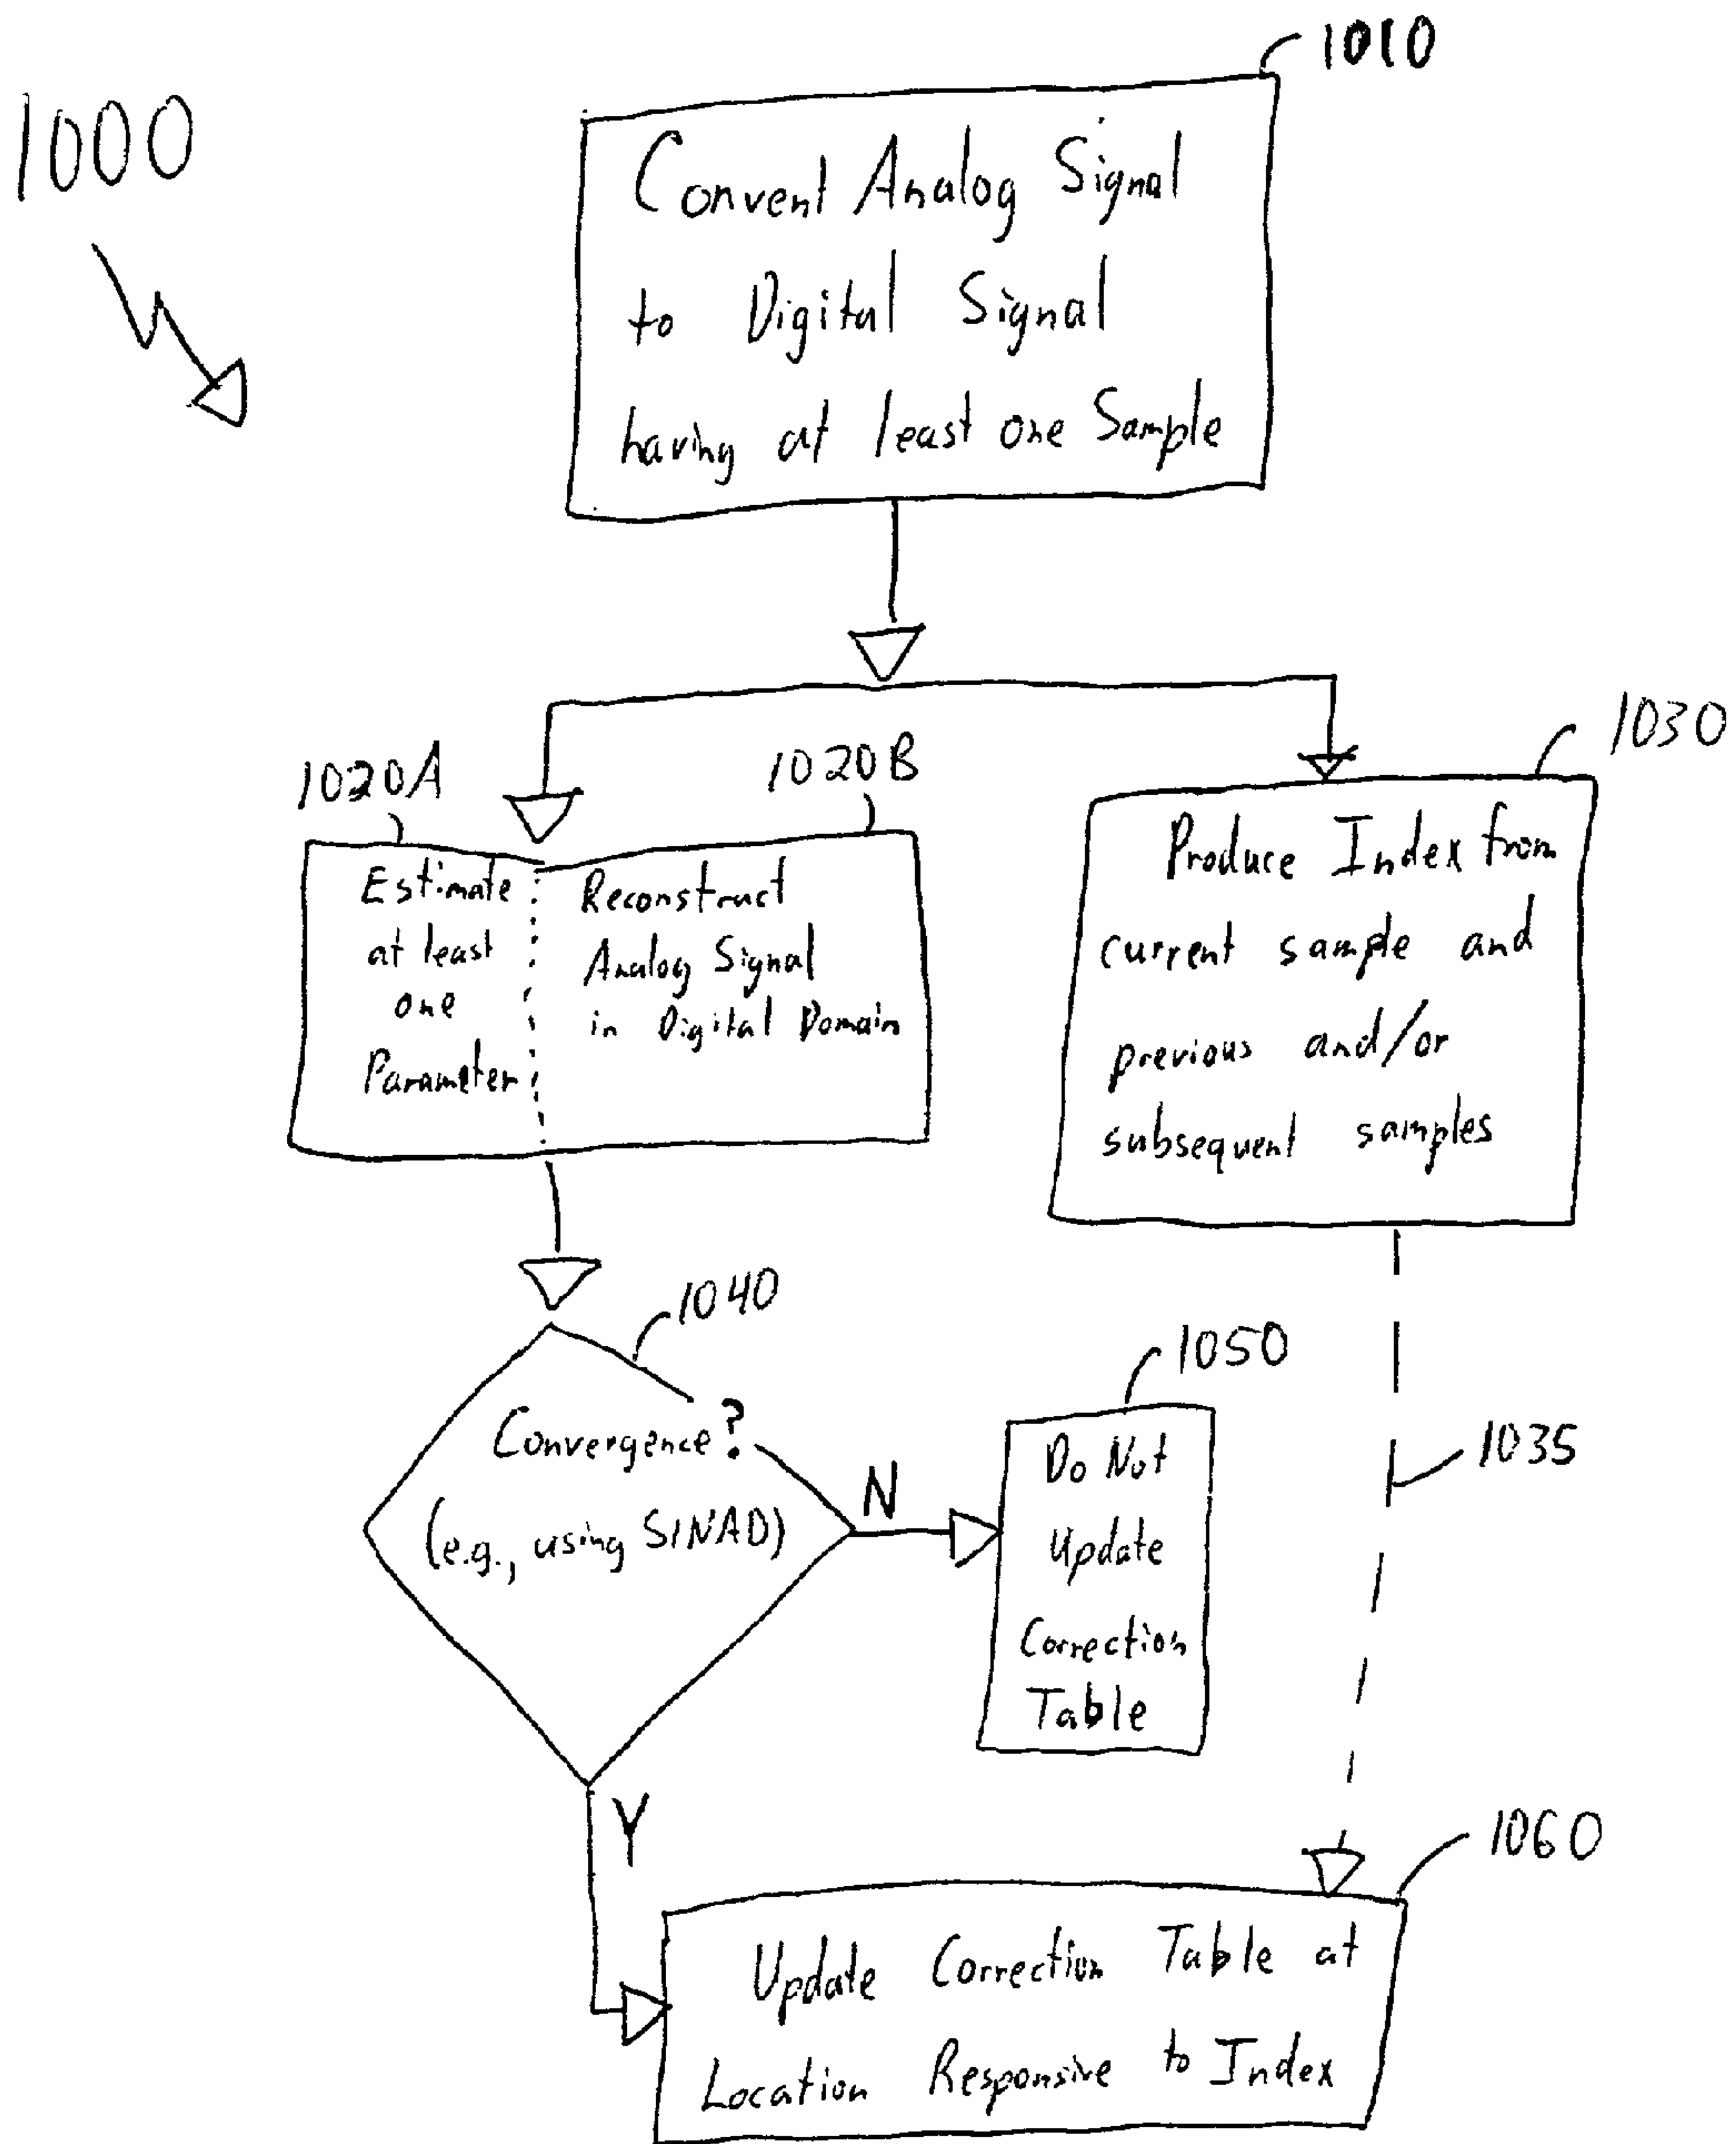 1000
1010
Convent Analog Signal
to Digital Signal
having at least one Sample
1020A
1020B
1030
Estimate
at least
one
Parameter
Reconstruct
Analog Signal
in Digital Domain
Produce Index from
current sample and
previous and/or
subsequent samples
1040
Convergence?
(e.g., using SINAD)
N
Y
1050
Do Not
Update
Correction
Table
1035
1060
Update Correction Table at
Location Responsive to Index